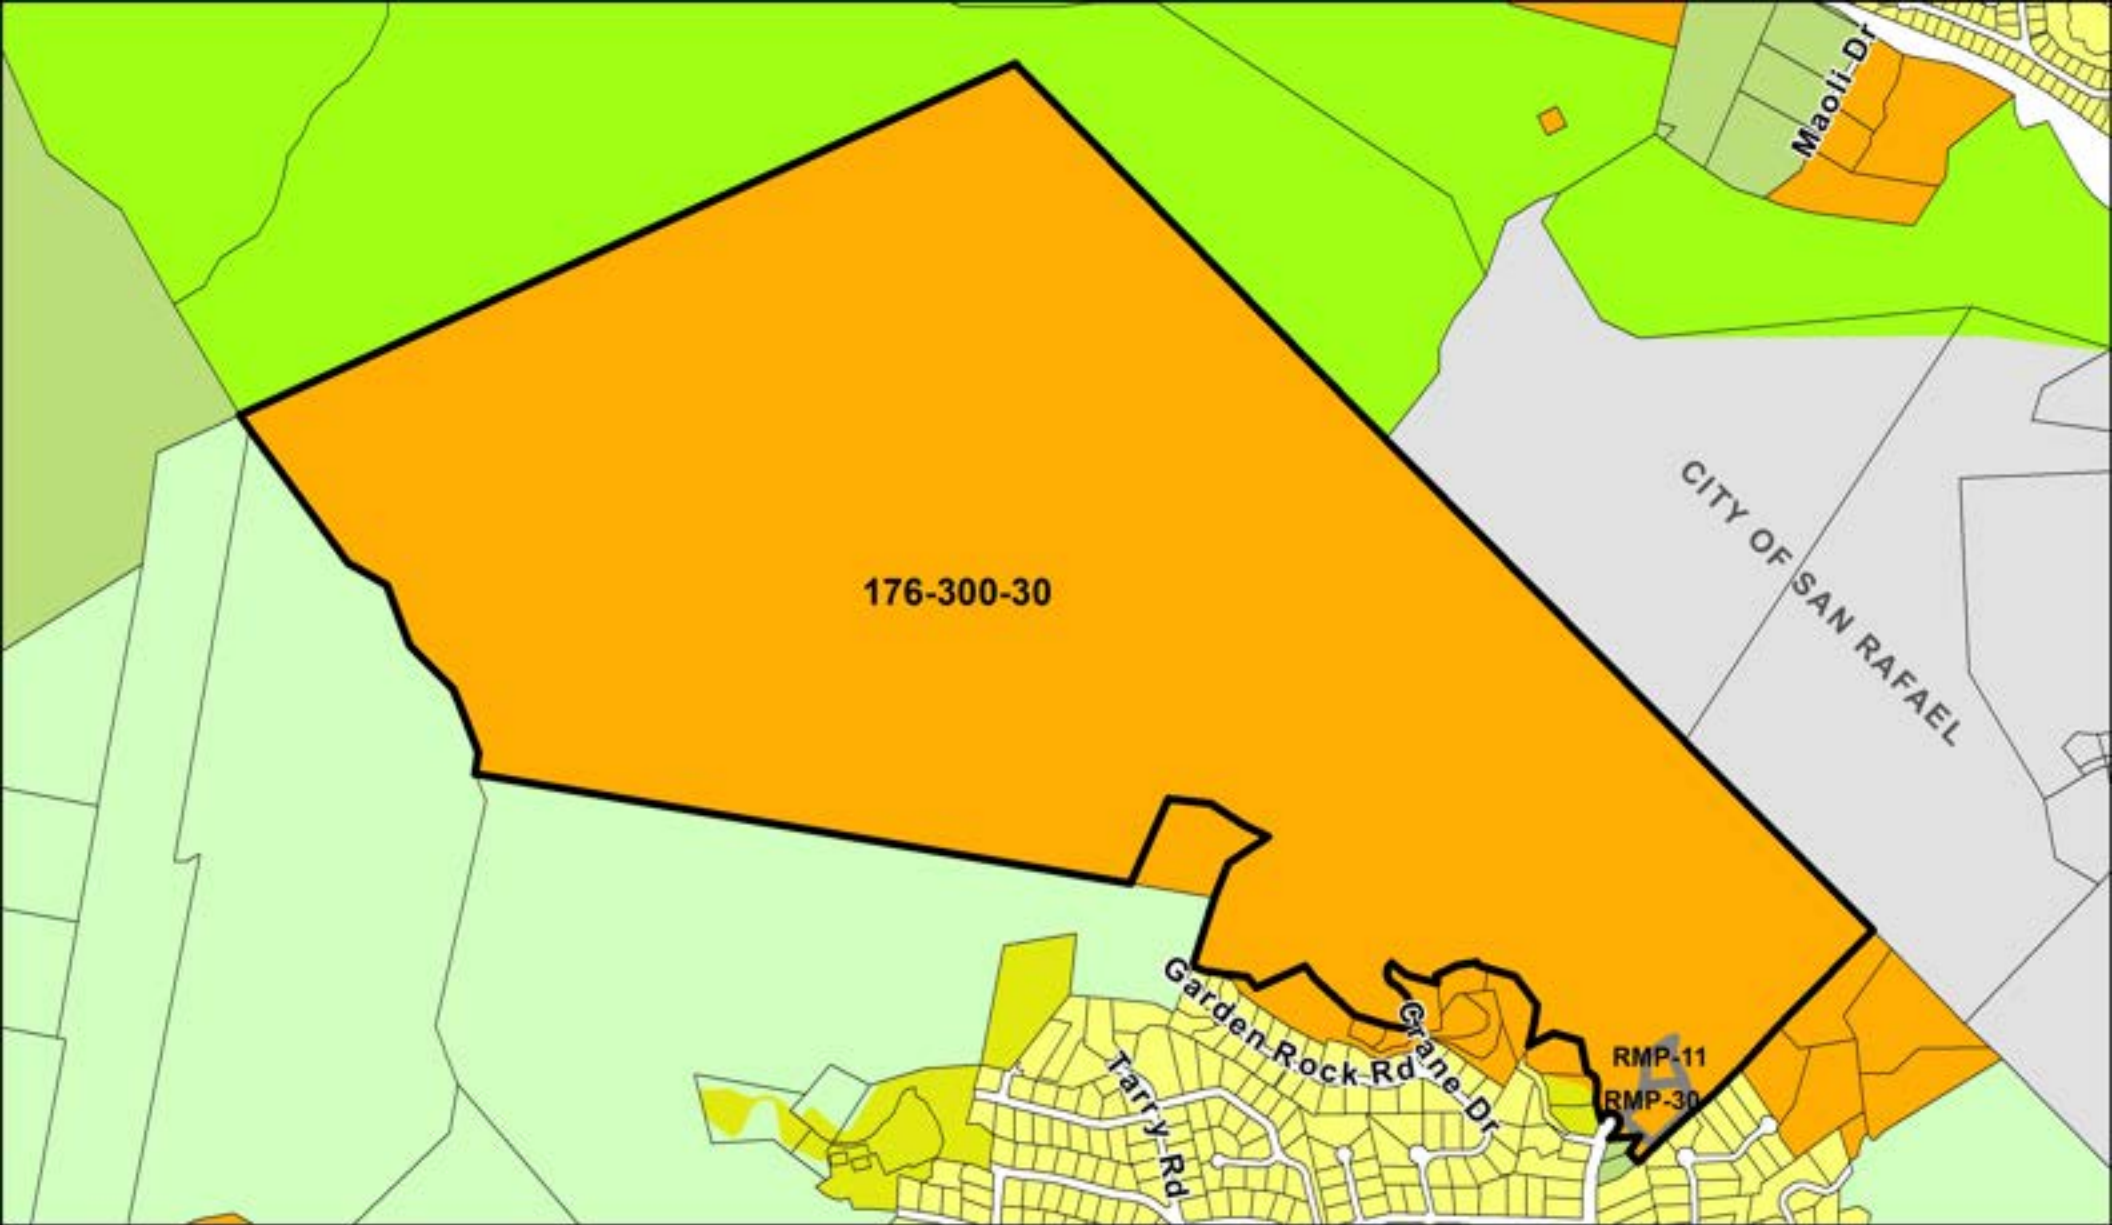 Maoli Dr
CITY OF SAN RAFAEL
176-300-30
Garden Rock Rd
Crane Dr
Tarry Rd
RMP-11
RMP-30